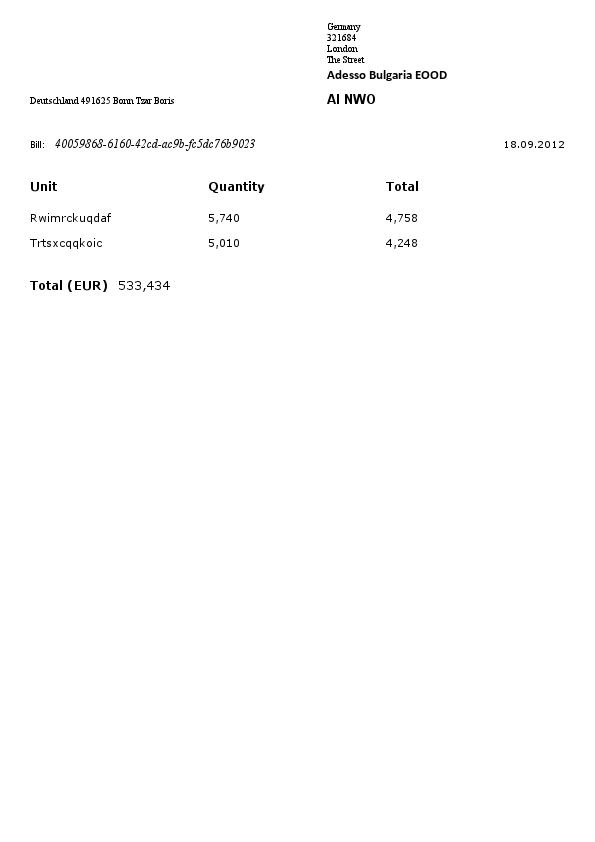 Germany
321684
London
The Street
Adesso Bulgaria EOOD
Deutschland 491625 Bonn Tzar Boris
AI NWO
Bill: 40059868-6160-42cd-ac9b-fc5dc76b9023 18.09.2012
Unit Quantity Total
Rwimrckuqdaf 5,740 4,758
Trtsxcqqkoic 5,010 4,248
Total (EUR) 533,434